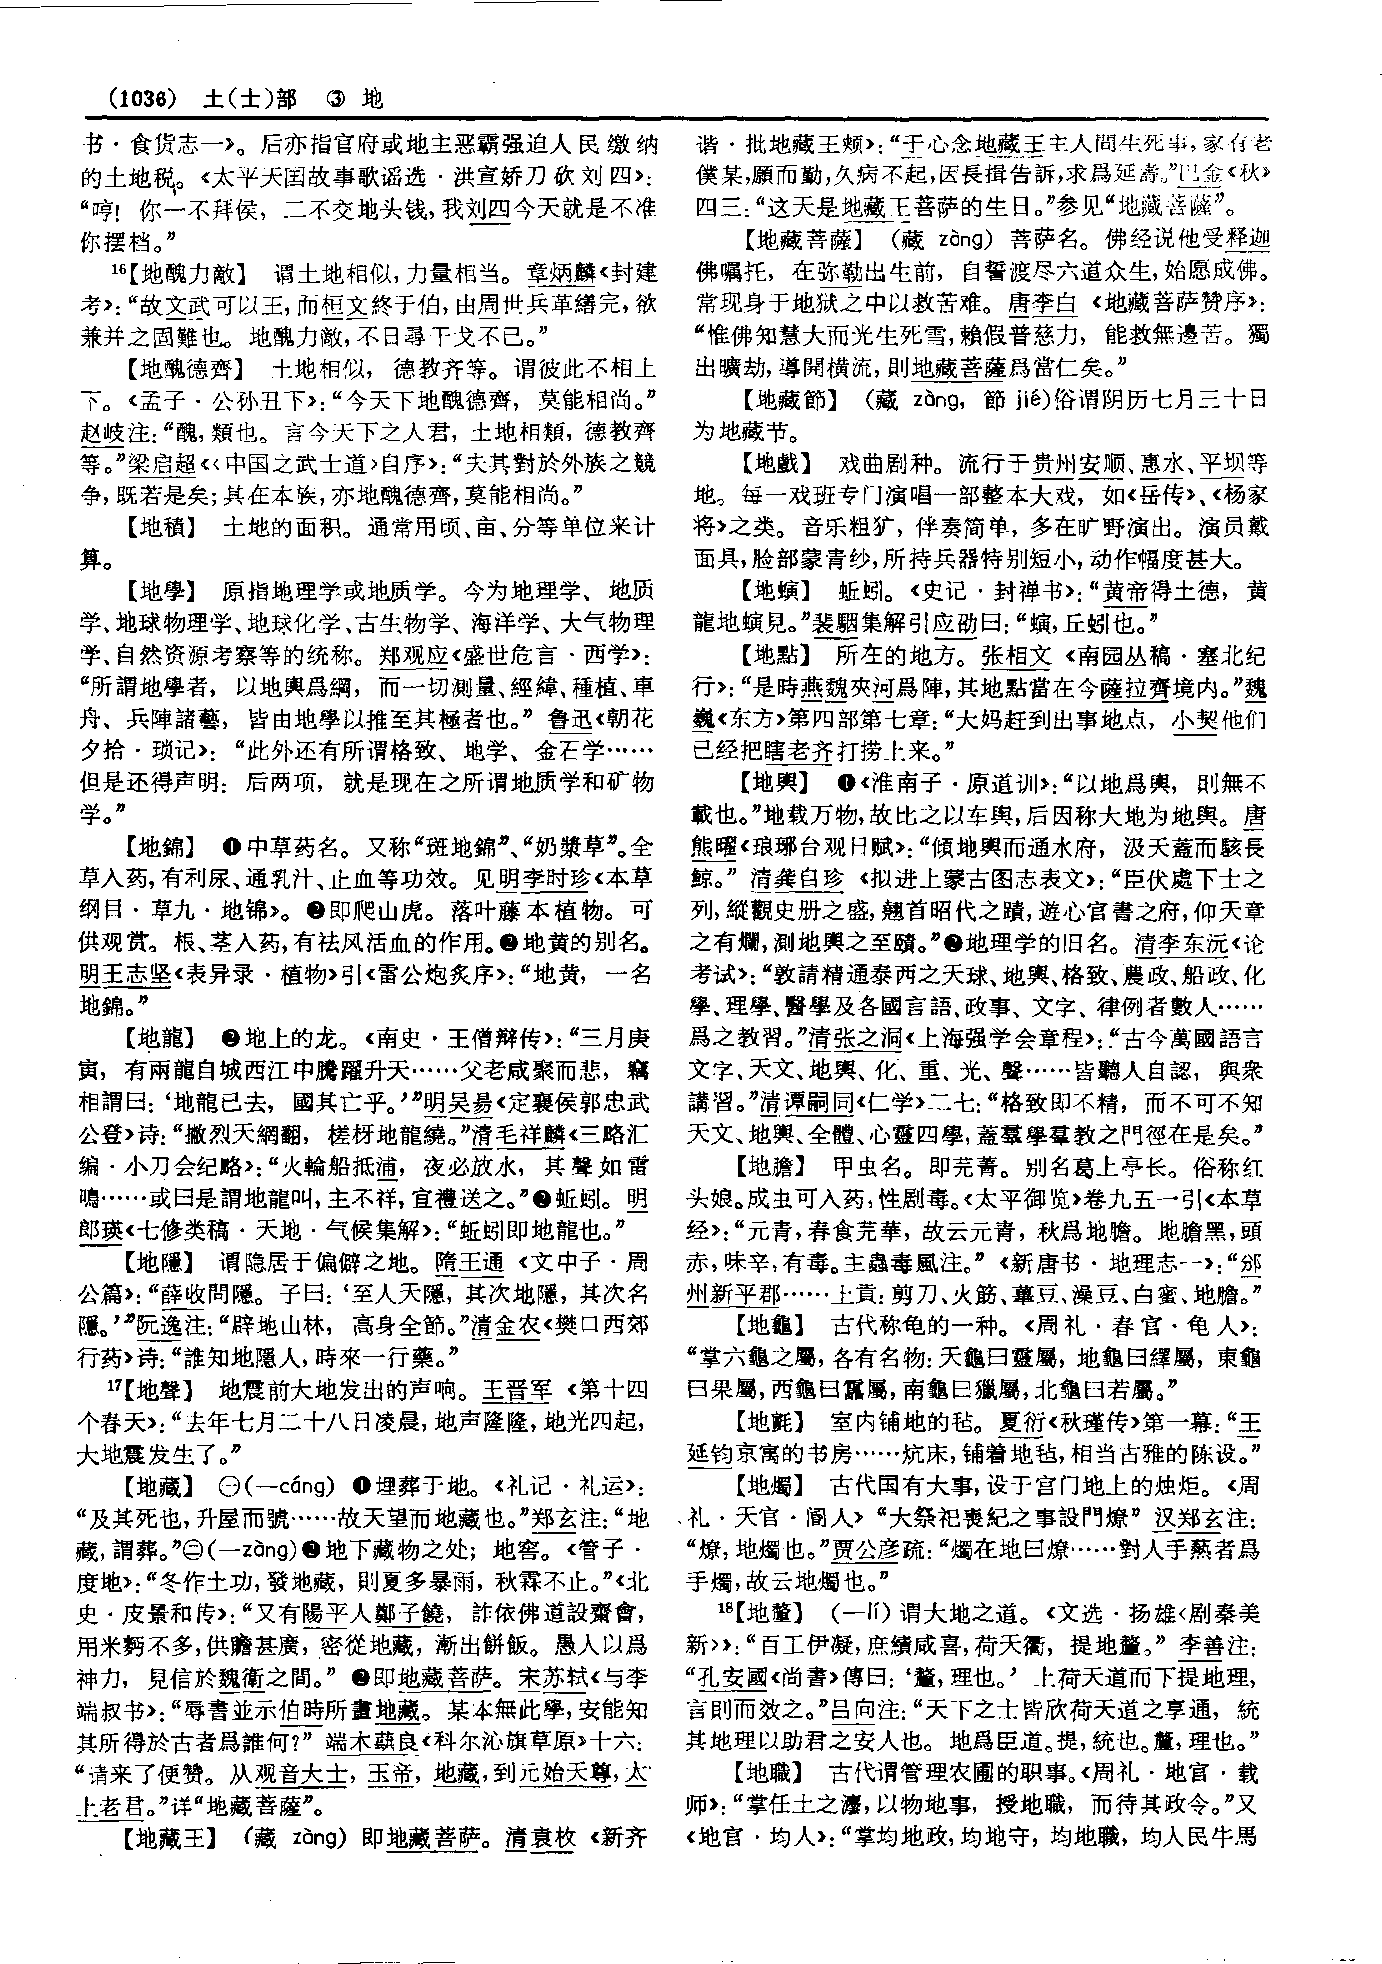 (1036) 土(士)部 ③ 地
书·食货志一》。后亦指官府或地主恶霸强迫人民缴纳
的土地税。《太平天囯故事歌谣选·洪宣娇刀砍刘四》：
“哼！你一不拜侯，二不交地头钱，我刘四今天就是不准
你摆档。”
16【地醜力敵】 谓土地相似，力量相当。章炳麟《封建
考》：“故文武可以王，而桓文終于伯，由周世兵革繕完，欲
兼并之固難也。地醜力敵，不日尋干戈不已。”
【地醜德齊】 土地相似，德教齐等。谓彼此不相上
下。《孟子·公孙丑下》：“今天下地醜德齊，莫能相尚。”
赵岐注：“醜，類也。言今天下之人君，土地相類，德教齊
等。”梁启超《〈中国之武士道〉自序》：“夫其對於外族之競
争，既若是矣；其在本族，亦地醜德齊，莫能相尚。”
【地積】 土地的面积。通常用顷、亩、分等单位来计
算。
【地學】 原指地理学或地质学。今为地理学、地质
学、地球物理学、地球化学、古生物学、海洋学、大气物理
学、自然资源考察等的统称。郑观应《盛世危言·西学》：
“所謂地學者，以地輿爲綱，而一切測量、經緯、種植、車
舟、兵陣諸藝，皆由地學以推至其極者也。”鲁迅《朝花
夕拾·琐记》：“此外还有所谓格致、地学、金石学……
但是还得声明：后两项，就是现在之所谓地质学和矿物
学。”
【地錦】 ❶中草药名。又称“斑地錦”、“奶漿草”。全
草入药，有利尿、通乳汁、止血等功效。见明李时珍《本草
纲目·草九·地锦》。❷即爬山虎。落叶藤本植物。可
供观赏。根、茎入药，有祛风活血的作用。❸地黄的别名。
明王志坚《表异录·植物》引《雷公炮炙序》：“地黄，一名
地錦。”
【地龍】 ❶地上的龙。《南史·王僧辩传》：“三月庚
寅，有兩龍自城西江中騰躍升天……父老咸聚而悲，竊
相謂曰：‘地龍已去，國其亡乎。’”明吴易《定襄侯郭忠武
公登》诗：“撇烈天網翻，槎枒地龍繞。”清毛祥麟《三略汇
编·小刀会纪略》：“火輪船抵浦，夜必放水，其聲如雷
鳴……或曰是謂地龍叫，主不祥，宜禮送之。”❷蚯蚓。明
郎瑛《七修类稿·天地·气候集解》：“蚯蚓即地龍也。”
【地隱】 谓隐居于偏僻之地。隋王通《文中子·周
公篇》：“薛收問隱。子曰：‘至人天隱，其次地隱，其次名
隱。’”阮逸注：“辟地山林，高身全節。”清金农《樊口西郊
行药》诗：“誰知地隱人，時來一行藥。”
17【地聲】 地震前大地发出的声响。王晋军《第十四
个春天》：“去年七月二十八日凌晨，地声隆隆，地光四起，
大地震发生了。”
【地藏】 ㊀(—cáng) ❶埋葬于地。《礼记·礼运》：
“及其死也，升屋而號……故天望而地藏也。”郑玄注：“地
藏，謂葬。”㊁(—zàng)❶地下藏物之处；地窖。《管子·
度地》：“冬作土功，發地藏，則夏多暴雨，秋霖不止。”《北
史·皮景和传》：“又有陽平人鄭子饒，詐依佛道設齋會，
用米麪不多，供贍甚廣，密從地藏，漸出餅飯。愚人以爲
神力，見信於魏衛之間。”❷即地藏菩萨。宋苏轼《与李
端叔书》：“辱書並示伯時所畫地藏。某本無此學，安能知
其所得於古者爲誰何？”端木蕻良《科尔沁旗草原》十六：
“请来了便赞。从观音大士，玉帝，地藏，到元始天尊，太
上老君。”详“地藏菩薩”。
【地藏王】 (藏 zàng) 即地藏菩萨。清袁枚《新齐
谐·批地藏王颊》：“于心念地藏王主人間生死事，家有老
僕某，願而勤，久病不起，因長揖告訴，求爲延壽。”巴金《秋》
四三：“这天是地藏王菩萨的生日。”参见“地藏菩薩”。
【地藏菩薩】 (藏 zàng) 菩萨名。佛经说他受释迦
佛嘱托，在弥勒出生前，自誓渡尽六道众生，始愿成佛。
常现身于地狱之中以救苦难。唐李白《地藏菩萨赞序》：
“惟佛知慧大而光生死雪，賴假普慈力，能救無邊苦。獨
出曠劫，導開橫流，則地藏菩薩爲當仁矣。”
【地藏節】 (藏 zàng，節 jié)俗谓阴历七月三十日
为地藏节。
【地戲】 戏曲剧种。流行于贵州安顺、惠水、平坝等
地。每一戏班专门演唱一部整本大戏，如《岳传》、《杨家
将》之类。音乐粗犷，伴奏简单，多在旷野演出。演员戴
面具，脸部蒙青纱，所持兵器特别短小，动作幅度甚大。
【地螾】 蚯蚓。《史记·封禅书》：“黄帝得土德，黄
龍地螾見。”裴駰集解引应劭曰：“螾，丘蚓也。”
【地點】 所在的地方。张相文《南园丛稿·塞北纪
行》：“是時燕魏夾河爲陣，其地點當在今薩拉齊境内。”魏
巍《东方》第四部第七章：“大妈赶到出事地点，小契他们
已经把瞎老齐打捞上来。”
【地輿】 ❶《淮南子·原道训》：“以地爲輿，則無不
載也。”地载万物，故比之以车舆，后因称大地为地舆。唐
熊曜《琅琊台观日赋》：“傾地輿而通水府，汲天蓋而駭長
鯨。”清龚自珍《拟进上蒙古图志表文》：“臣伏處下士之
列，縱觀史册之盛，翹首昭代之蹟，遊心官書之府，仰天章
之有爛，測地輿之至賾。”❷地理学的旧名。清李东沅《论
考试》：“敦請精通泰西之天球、地輿、格致、農政、船政、化
學、理學、醫學及各國言語、政事、文字、律例者數人……
爲之教習。”清张之洞《上海强学会章程》：“古今萬國語言
文字、天文、地輿、化、重、光、聲……皆聽人自認，與衆
講習。”清谭嗣同《仁学》二七：“格致即不精，而不可不知
天文、地輿、全體、心靈四學，蓋羣學羣教之門徑在是矣。”
【地膽】 甲虫名。即芫菁。别名葛上亭长。俗称红
头娘。成虫可入药，性剧毒。《太平御览》卷九五一引《本草
经》：“元青，春食芫華，故云元青，秋爲地膽。地膽黑，頭
赤，味辛，有毒。主蟲毒風注。”《新唐书·地理志一》：“邠
州新平郡……土貢：剪刀、火筋、蓽豆、澡豆、白蜜、地膽。”
【地龜】 古代称龟的一种。《周礼·春官·龟人》：
“掌六龜之屬，各有名物：天龜曰靈屬，地龜曰繹屬，東龜
曰果屬，西龜曰靁屬，南龜曰獵屬，北龜曰若屬。”
【地氈】 室内铺地的毡。夏衍《秋瑾传》第一幕：“王
延钧京寓的书房……炕床，铺着地毡，相当古雅的陈设。”
【地燭】 古代国有大事，设于宫门地上的烛炬。《周
礼·天官·阍人》“大祭祀喪紀之事設門燎”汉郑玄注：
“燎，地燭也。”贾公彦疏：“燭在地曰燎……對人手爇者爲
手燭，故云地燭也。”
18【地釐】 (—lí) 谓大地之道。《文选·扬雄〈剧秦美
新〉》：“百工伊凝，庶績咸喜，荷天衢，提地釐。”李善注：
“孔安國《尚書》傳曰：‘釐，理也。’上荷天道而下提地理，
言則而效之。”吕向注：“天下之士皆欣荷天道之享通，統
其地理以助君之安人也。地爲臣道。提，統也。釐，理也。”
【地職】 古代谓管理农圃的职事。《周礼·地官·载
师》：“掌任土之灋，以物地事，授地職，而待其政令。”又
《地官·均人》：“掌均地政，均地守，均地職，均人民牛馬